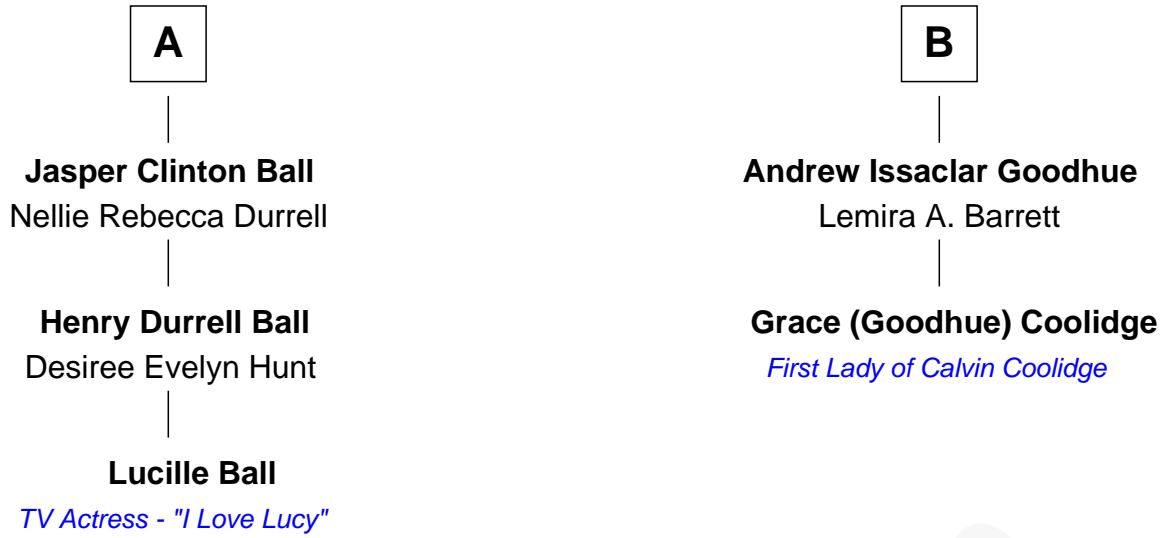 A
Jasper Clinton Ball
Nellie Rebecca Durrell
Henry Durrell Ball
Desiree Evelyn Hunt
Lucille Ball
TV Actress - "I Love Lucy"
B
Andrew Issaclar Goodhue
Lemira A. Barrett
Grace (Goodhue) Coolidge
First Lady of Calvin Coolidge